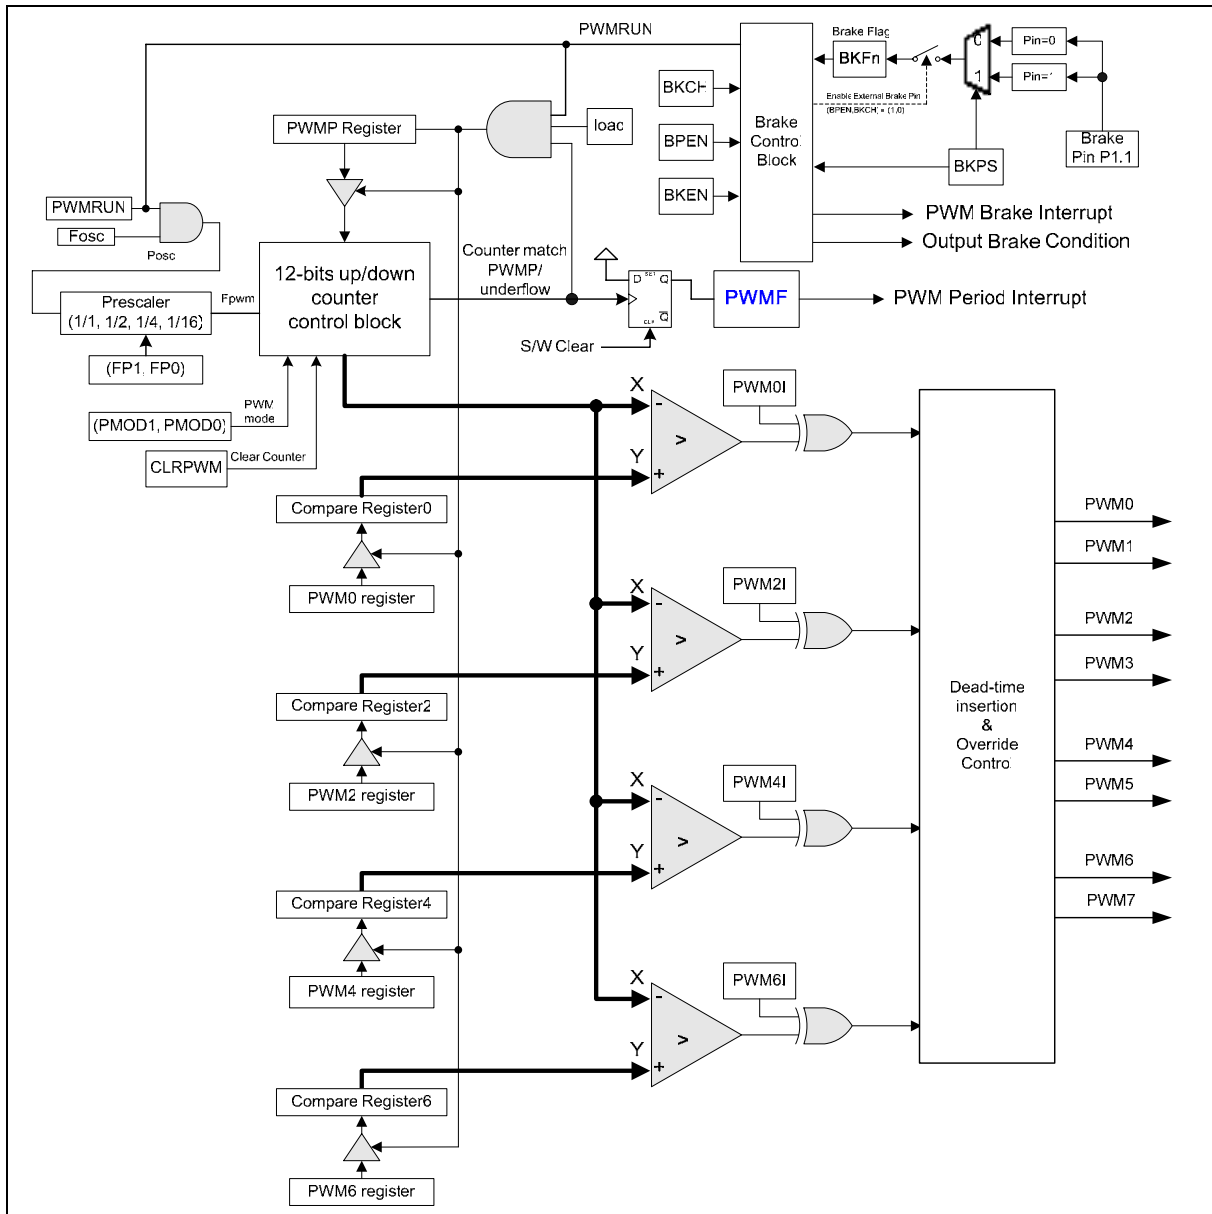 PWMRUN
Brake Flag
BKFn
0
1
Pin=0
Pin=1
BKCH
Enable External Brake Pin
(BPEN,BKCH) = (1,0)
PWMP Register
load
BPEN
Brake
Control
Block
BKPS
Brake
Pin P1.1
BKEN
PWMRUN
Fosc
Posc
PWM Brake Interrupt
Output Brake Condition
Counter match
PWMP/
underflow
12-bits up/down
counter
control block
Prescaler
(1/1, 1/2, 1/4, 1/16)
Fpwm
D
SET
Q
CLR
Q
PWMF
PWM Period Interrupt
S/W Clear
(FP1, FP0)
(PMOD1, PMOD0)
PWM
mode
CLRPWM
Clear Counter
X
-
>
Y
+
PWM0I
Compare Register0
PWM0 register
PWM0
PWM1
X
-
>
Y
+
PWM2I
Compare Register2
PWM2 register
PWM2
PWM3
Dead-time
insertion
&
Override
Control
PWM4
PWM5
X
-
>
Y
+
PWM4I
Compare Register4
PWM4 register
PWM6
PWM7
X
-
>
Y
+
PWM6I
Compare Register6
PWM6 register